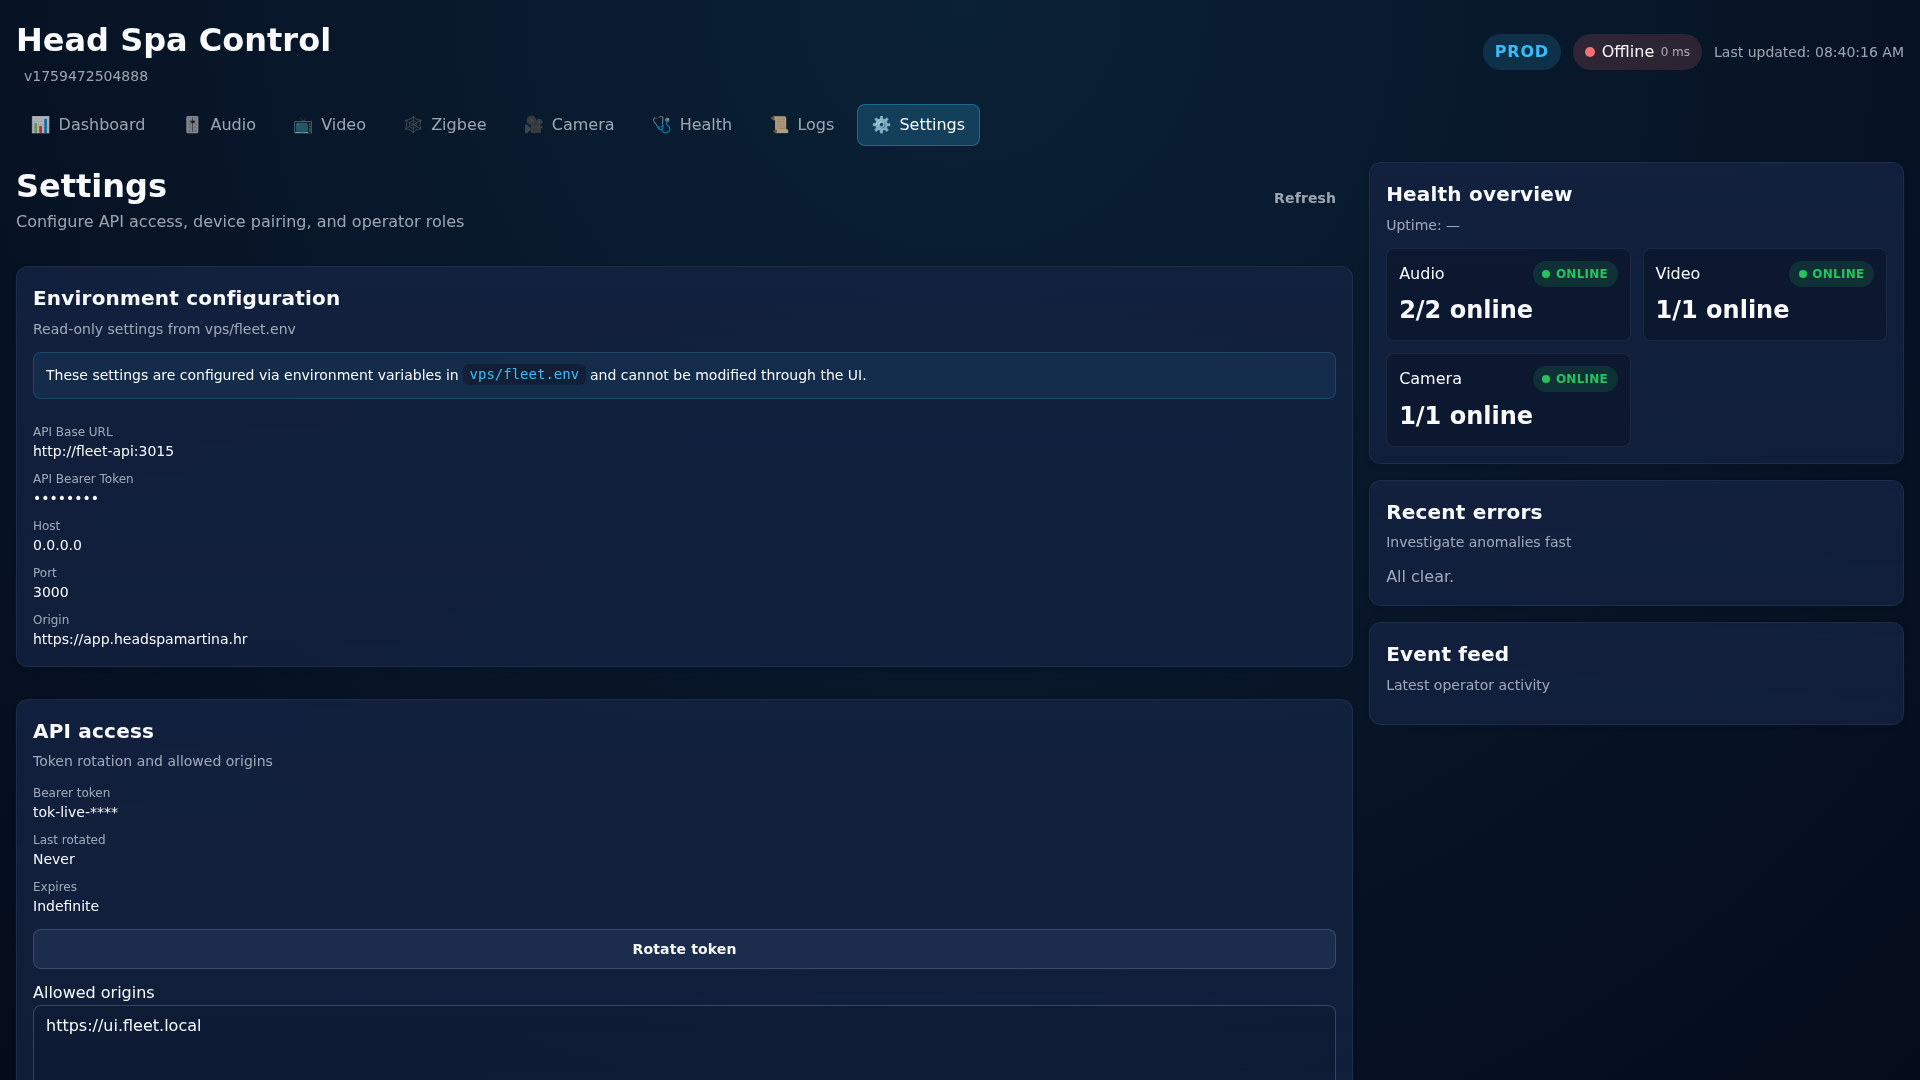 Head Spa Control
v1759472504888
PROD
Offline 0 ms
Last updated: 08:40:16 AM
Dashboard
Audio
Video
Zigbee
Camera
Health
Logs
Settings
Settings
Configure API access, device pairing, and operator roles
Refresh
Environment configuration
Read-only settings from vps/fleet.env
These settings are configured via environment variables in vps/fleet.env and cannot be modified through the UI.
API Base URL
http://fleet-api:3015
API Bearer Token
••••••••
Host
0.0.0.0
Port
3000
Origin
https://app.headspamartina.hr
API access
Token rotation and allowed origins
Bearer token
tok-live-****
Last rotated
Never
Expires
Indefinite
Rotate token
Allowed origins
https://ui.fleet.local
Health overview
Uptime: —
Audio
ONLINE
2/2 online
Video
ONLINE
1/1 online
Camera
ONLINE
1/1 online
Recent errors
Investigate anomalies fast
All clear.
Event feed
Latest operator activity